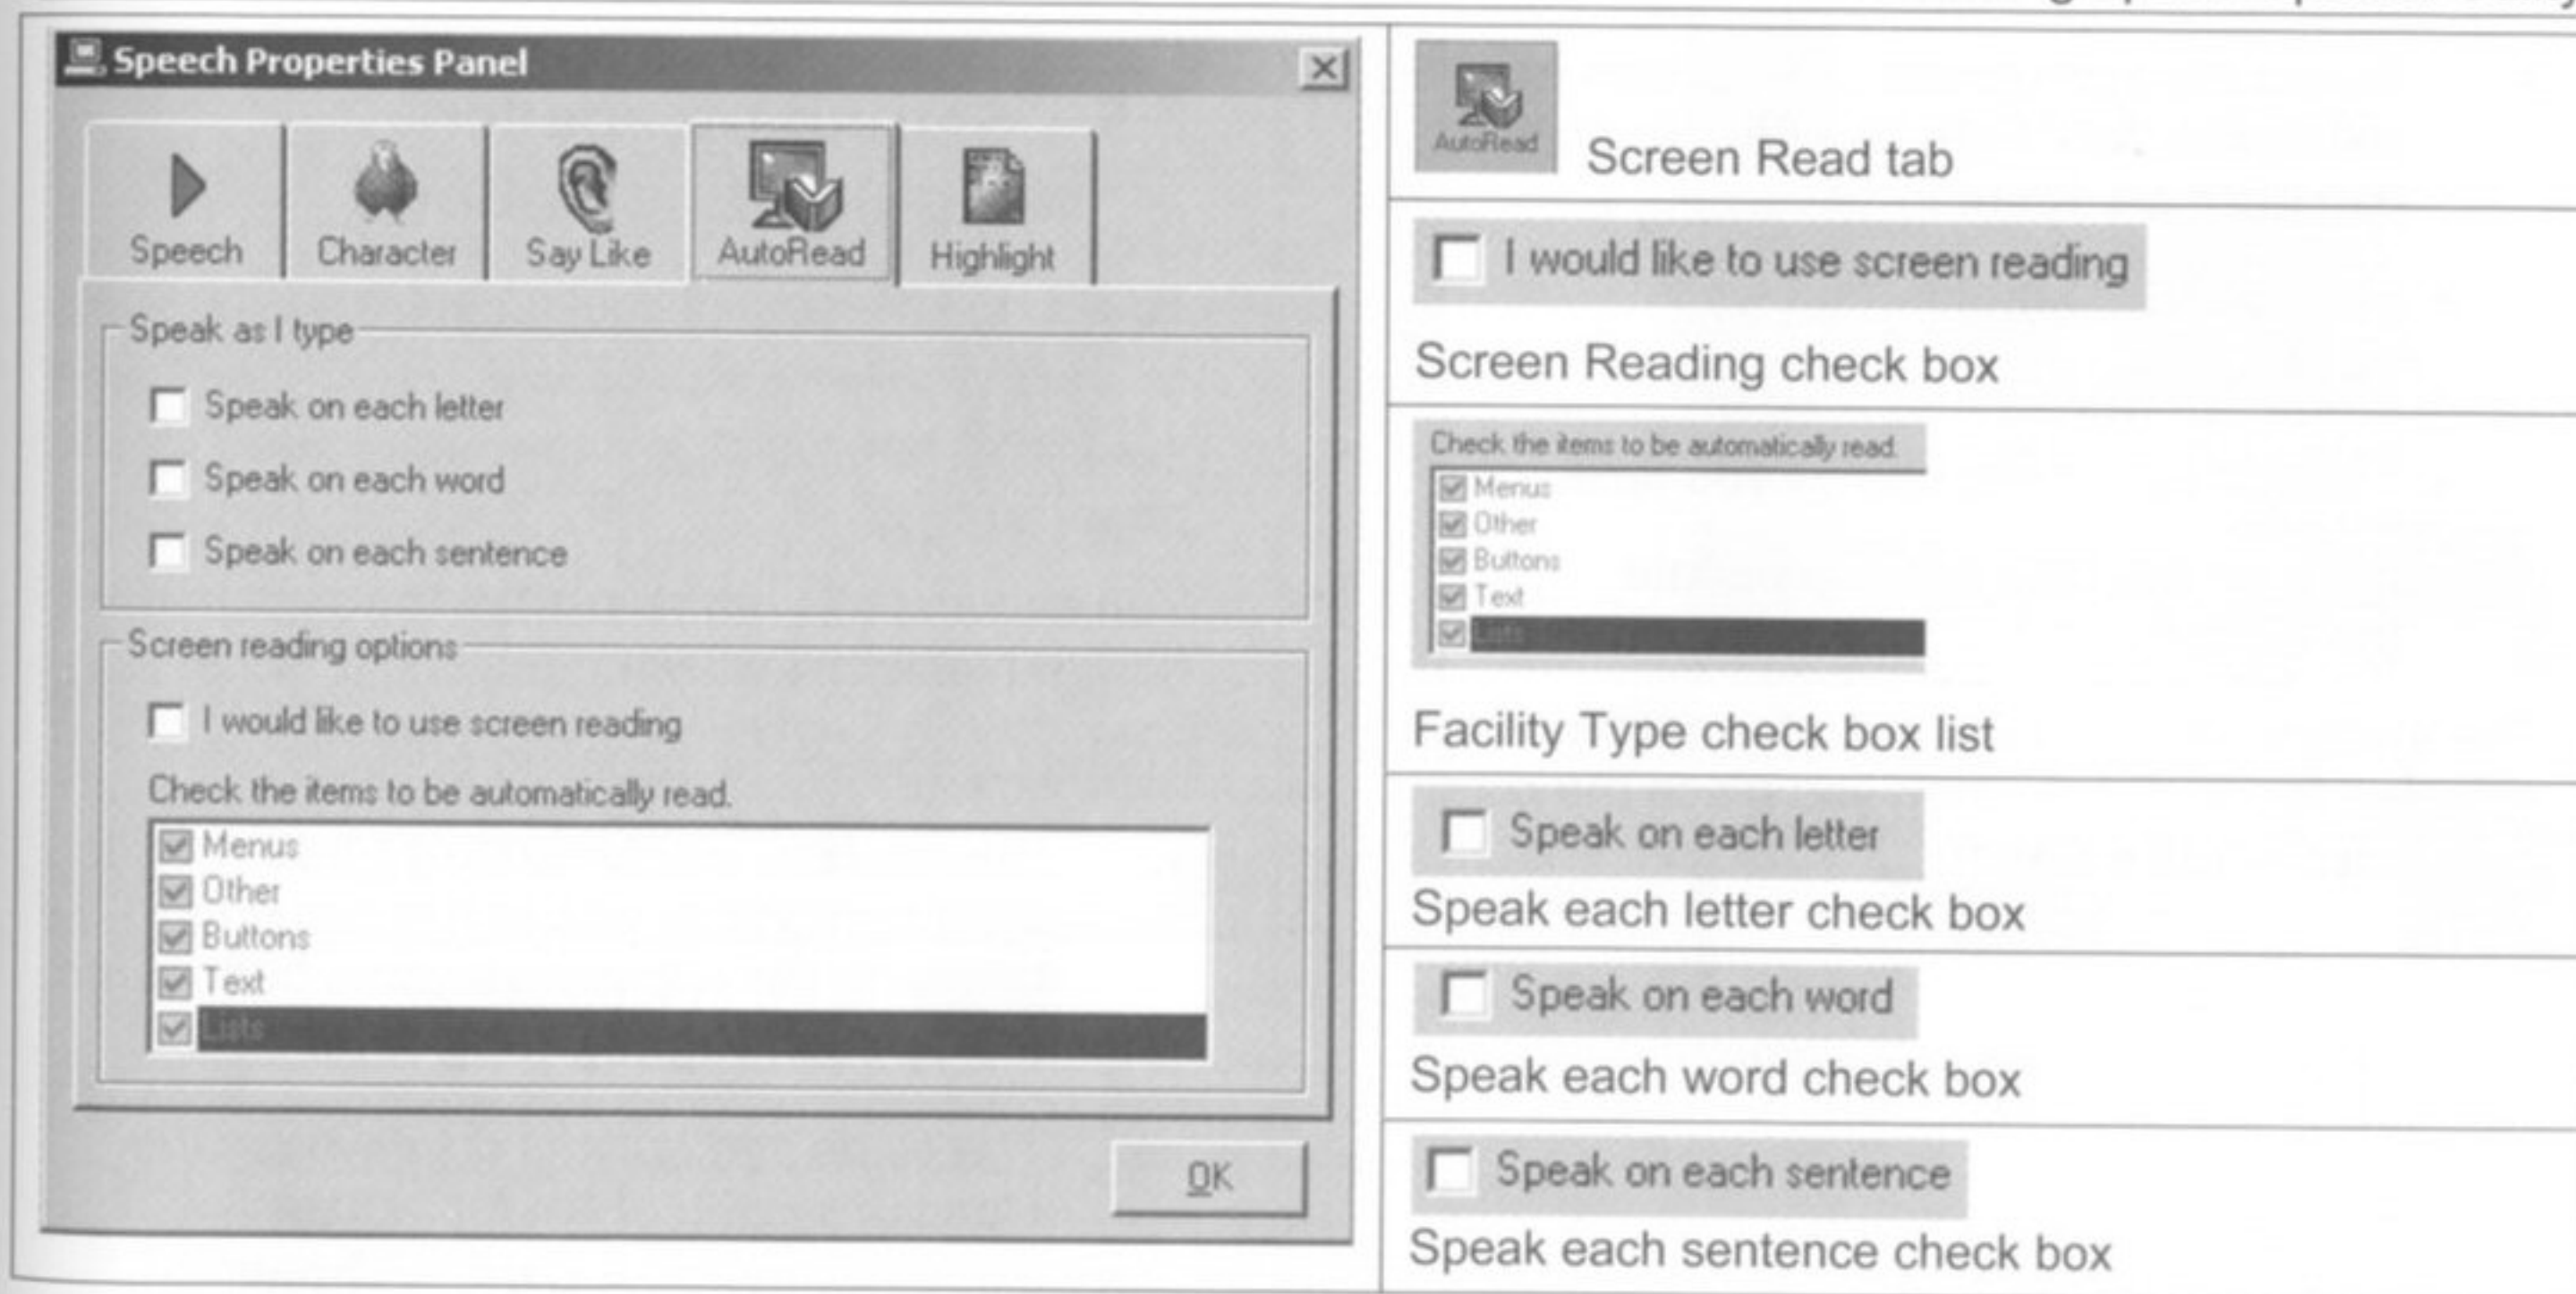 Speech Properties Panel
Speech
Character
Say Like
AutoRead
Highlight
Speak as I type
Speak on each letter
Speak on each word
Speak on each sentence
Screen reading options
I would like to use screen reading
Check the items to be automatically read.
Menus
Other
Buttons
Text
Lists
OK
AutoRead
Screen Read tab
I would like to use screen reading
Screen Reading check box
Check the items to be automatically read.
Menus
Other
Buttons
Text
Lists
Facility Type check box list
Speak on each letter
Speak each letter check box
Speak on each word
Speak each word check box
Speak on each sentence
Speak each sentence check box